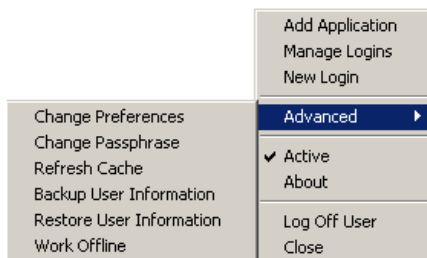 Add Application
Manage Logins
New Login
Advanced
Active
About
Log Off User
Close
Change Preferences
Change Passphrase
Refresh Cache
Backup User Information
Restore User Information
Work Offline